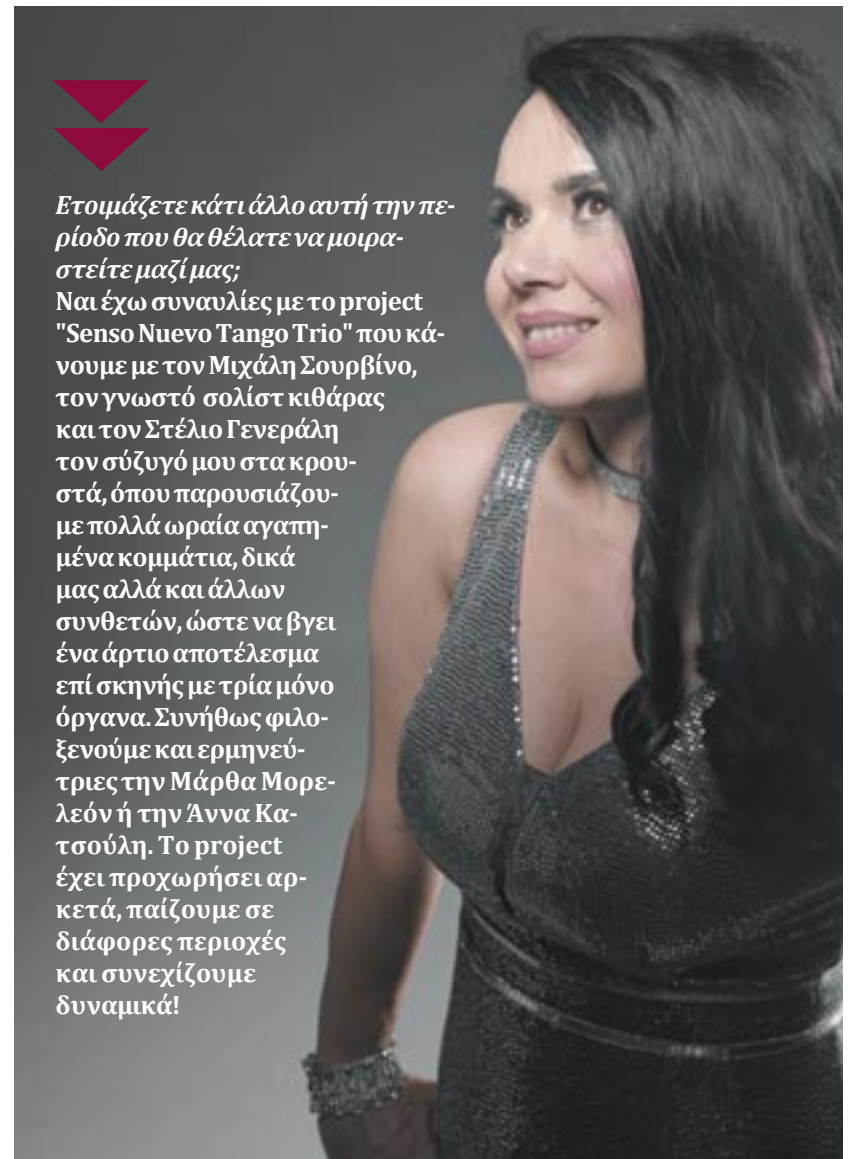 Ετοιμάζετε κάτι άλλο αυτή την πε-
ρίοδο που θα θέλατε να μοιρα-
στείτε μαζί μας;
Ναι έχω συναυλίες με το project
"Senso Nuevo Tango Trio" που κά-
νουμε με τον Μιχάλη Σουρβίνο,
τον γνωστό σολίστ κιθάρας
και τον Στέλιο Γενεράλη
τον σύζυγό μου στα κρου-
στά, όπου παρουσιάζου-
με πολλά ωραία αγαπη-
μένα κομμάτια, δικά
μας αλλά και άλλων
συνθετών, ώστε να βγει
ένα άρτιο αποτέλεσμα
επί σκηνής με τρία μόνο
όργανα. Συνήθως φιλο-
ξενούμε και ερμηνεύ-
τριες την Μάρθα Μορε-
λεόν ή την Άννα Κα-
τσούλη. Το project
έχει προχωρήσει αρ-
κετά, παίζουμε σε
διάφορες περιοχές
και συνεχίζουμε
δυναμικά!